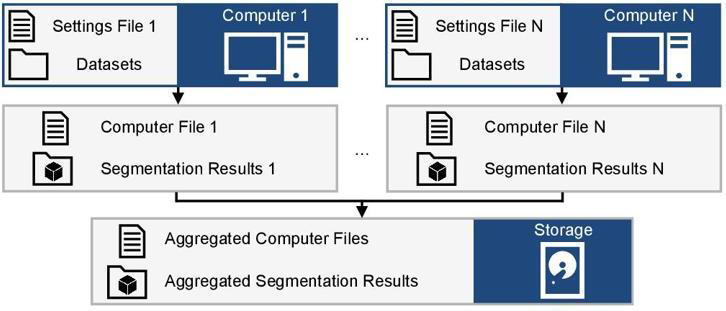 Settings File 1
Computer 1
Datasets
...
Settings File N
Computer N
Datasets
Computer File 1
Segmentation Results 1
...
Computer File N
Segmentation Results N
Aggregated Computer Files
Storage
Aggregated Segmentation Results